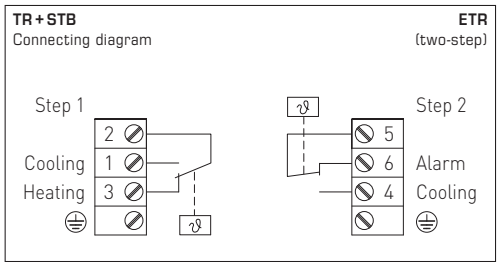 TR+STB
Connecting diagram
ETR
(two-step)
Step 1
2
Cooling 1
Heating 3
ϑ
ϑ
Step 2
5
6 Alarm
4 Cooling